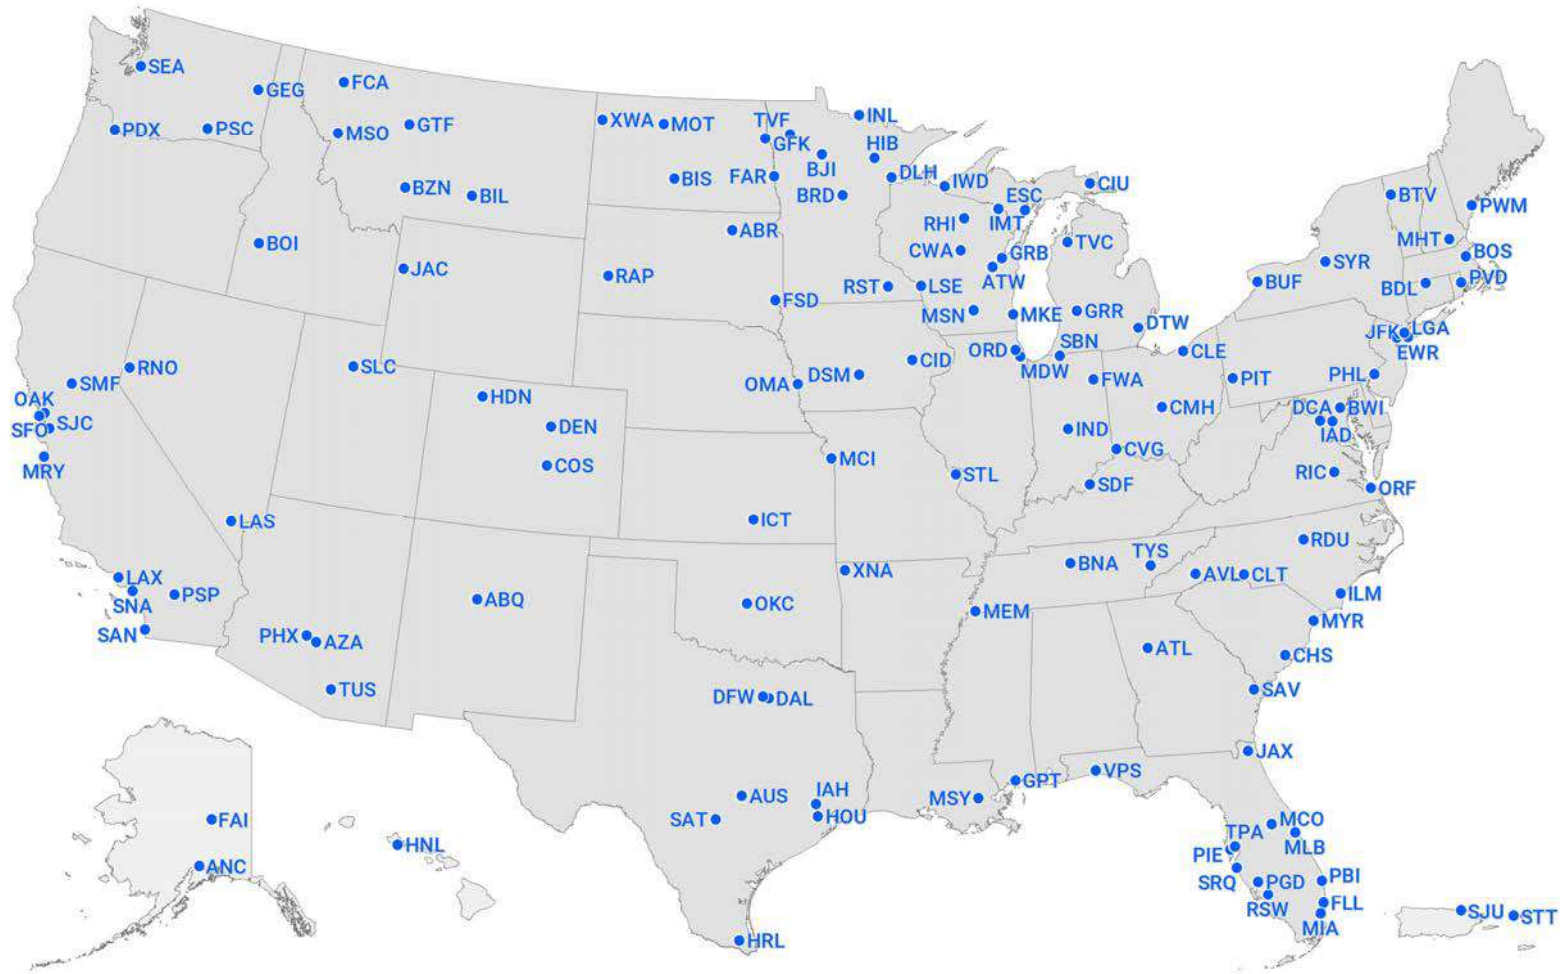 SEA
FCA
GEG
PDX
PSC
MSO
GTF
XWA
MOT
TVF
GFK
INL
HIB
BJI
BZN
BIL
BIS
FAR
BRD
DLH
IWD
ESC
CIU
IMT
BTV
PWM
BOI
JAC
ABR
RHI
CWA
GRB
TVC
MHT
BOS
RAP
RST
LSE
ATW
SYR
BUF
BDL
PVD
FSD
MSN
MKE
GRR
DTW
JFK
LGA
EWR
RNO
SLC
SMF
CID
ORD
SBN
MDW
CLE
OMA
DSM
FWA
PIT
PHL
OAK
SJC
SFO
HDN
DEN
CMH
DCA
BWI
IAD
IND
CVG
MRY
COS
MCI
STL
SDF
RIC
ORF
LAS
ICT
RDU
LAX
SNA
PSP
ABQ
OKC
XNA
BNA
TYS
AVL
CLT
ILM
MEM
MYR
SAN
PHX
AZA
ATL
CHS
TUS
DFW
DAL
SAV
JAX
VPS
GPT
MSY
AUS
IAH
SAT
HOU
FAI
ANC
HNL
MCO
TPA
MLB
PIE
SRQ
PGD
PBI
RSW
FLL
MIA
HRL
SJU
STT